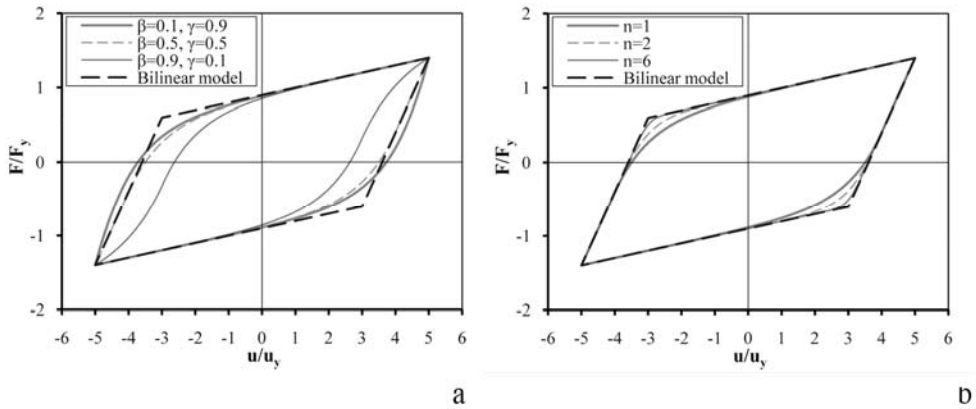 β=0.1, γ=0.9
β=0.5, γ=0.5
β=0.9, γ=0.1
Bilinear model
2
1
0
-1
-2
F/Fy
-6 -5 -4 -3 -2 -1 0 1 2 3 4 5 6
u/uy
a
n=1
n=2
n=6
Bilinear model
2
1
0
-1
-2
F/Fy
-6 -5 -4 -3 -2 -1 0 1 2 3 4 5 6
u/uy
b